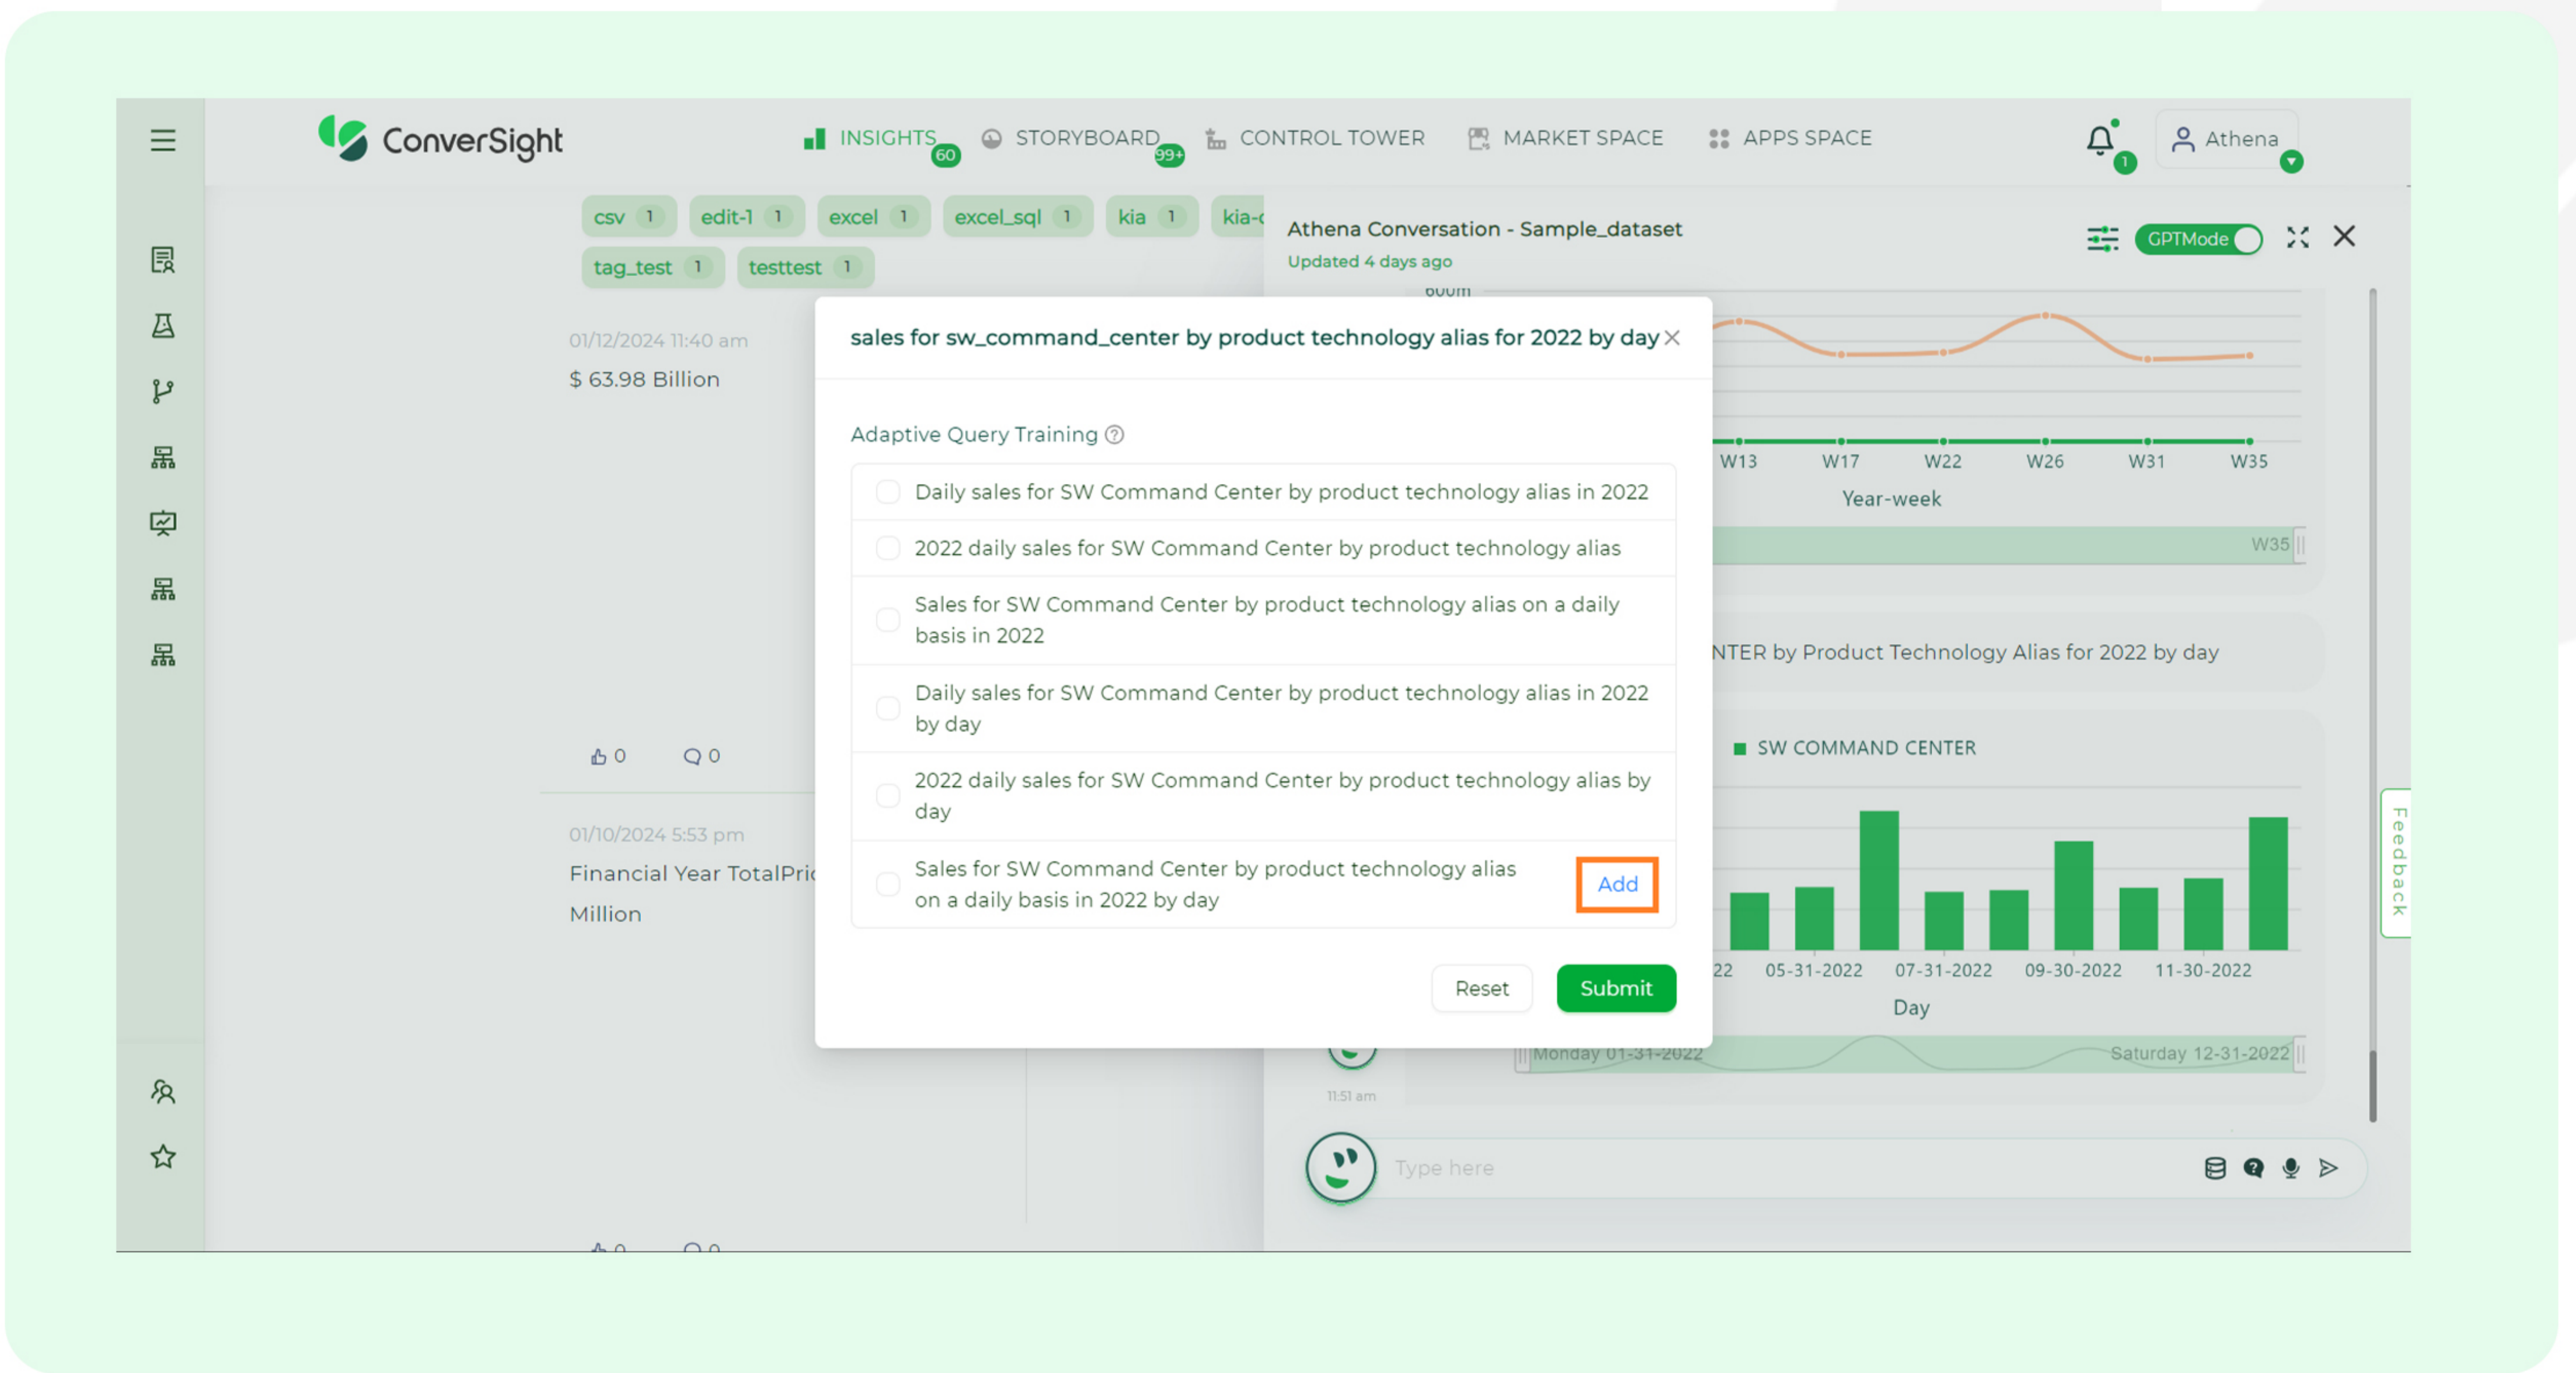 ConverSight
INSIGHTS 60
STORYBOARD 99+
CONTROL TOWER
MARKET SPACE
APPS SPACE
1
Athena
csv 1
edit-1 1
excel 1
excel_sql 1
kia 1
kia-
tag_test 1
testtest 1
01/12/2024 11:40 am
$ 63.98 Billion
0
0
01/10/2024 5:53 pm
Financial Year TotalPric
Million
0
0
Athena Conversation - Sample_dataset
Updated 4 days ago
GPTMode
600m
W13 W17 W22 W26 W31 W35
Year-week
W35
NTER by Product Technology Alias for 2022 by day
SW COMMAND CENTER
22 05-31-2022 07-31-2022 09-30-2022 11-30-2022
Day
Monday 01-31-2022 Saturday 12-31-2022
11:51 am
Type here
Feedback
sales for sw_command_center by product technology alias for 2022 by day
Adaptive Query Training ?
Daily sales for SW Command Center by product technology alias in 2022
2022 daily sales for SW Command Center by product technology alias
Sales for SW Command Center by product technology alias on a daily
basis in 2022
Daily sales for SW Command Center by product technology alias in 2022
by day
2022 daily sales for SW Command Center by product technology alias by
day
Sales for SW Command Center by product technology alias
on a daily basis in 2022 by day
Add
Reset
Submit